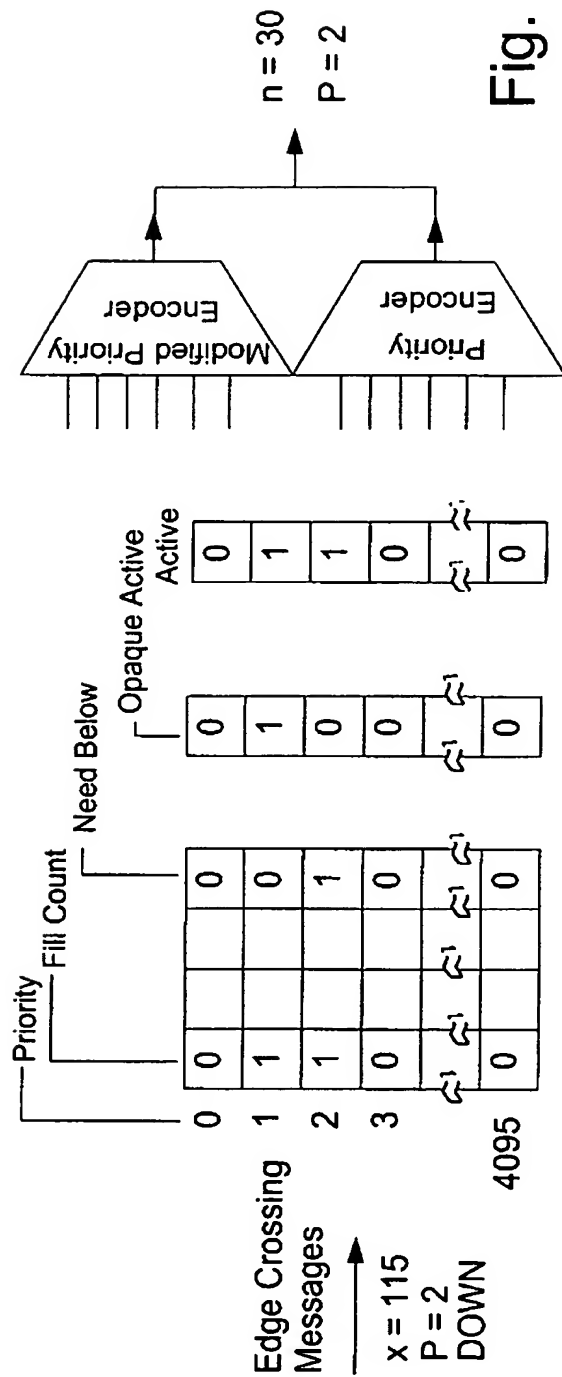 Priority
Fill Count
Need Below
Opaque Active
Active
Edge Crossing
Messages
x = 115
P = 2
DOWN
0 0 0 0 0
1 1 0 1 1
2 1 1 0 1
3 0 0 0 0
4095 0 0 0 0
Modified Priority
Encoder
Priority
Encoder
n = 30
P = 2
Fig.